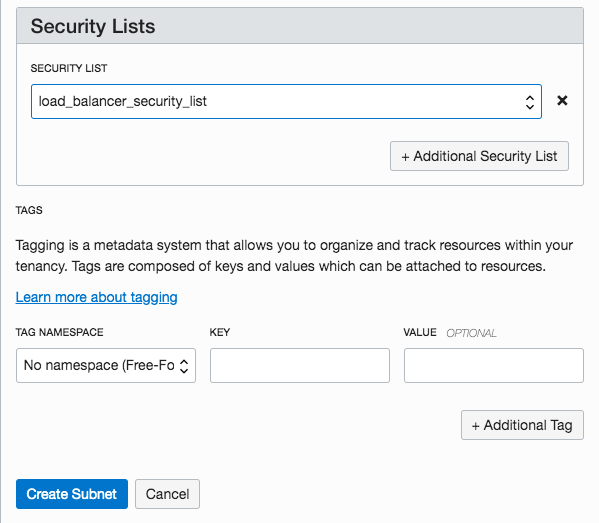 Security Lists
SECURITY LIST
load_balancer_security_list
+ Additional Security List
TAGS
Tagging is a metadata system that allows you to organize and track resources within your
tenancy. Tags are composed of keys and values which can be attached to resources.
Learn more about tagging
TAG NAMESPACE KEY VALUE OPTIONAL
No namespace (Free-Fo
+ Additional Tag
Create Subnet Cancel